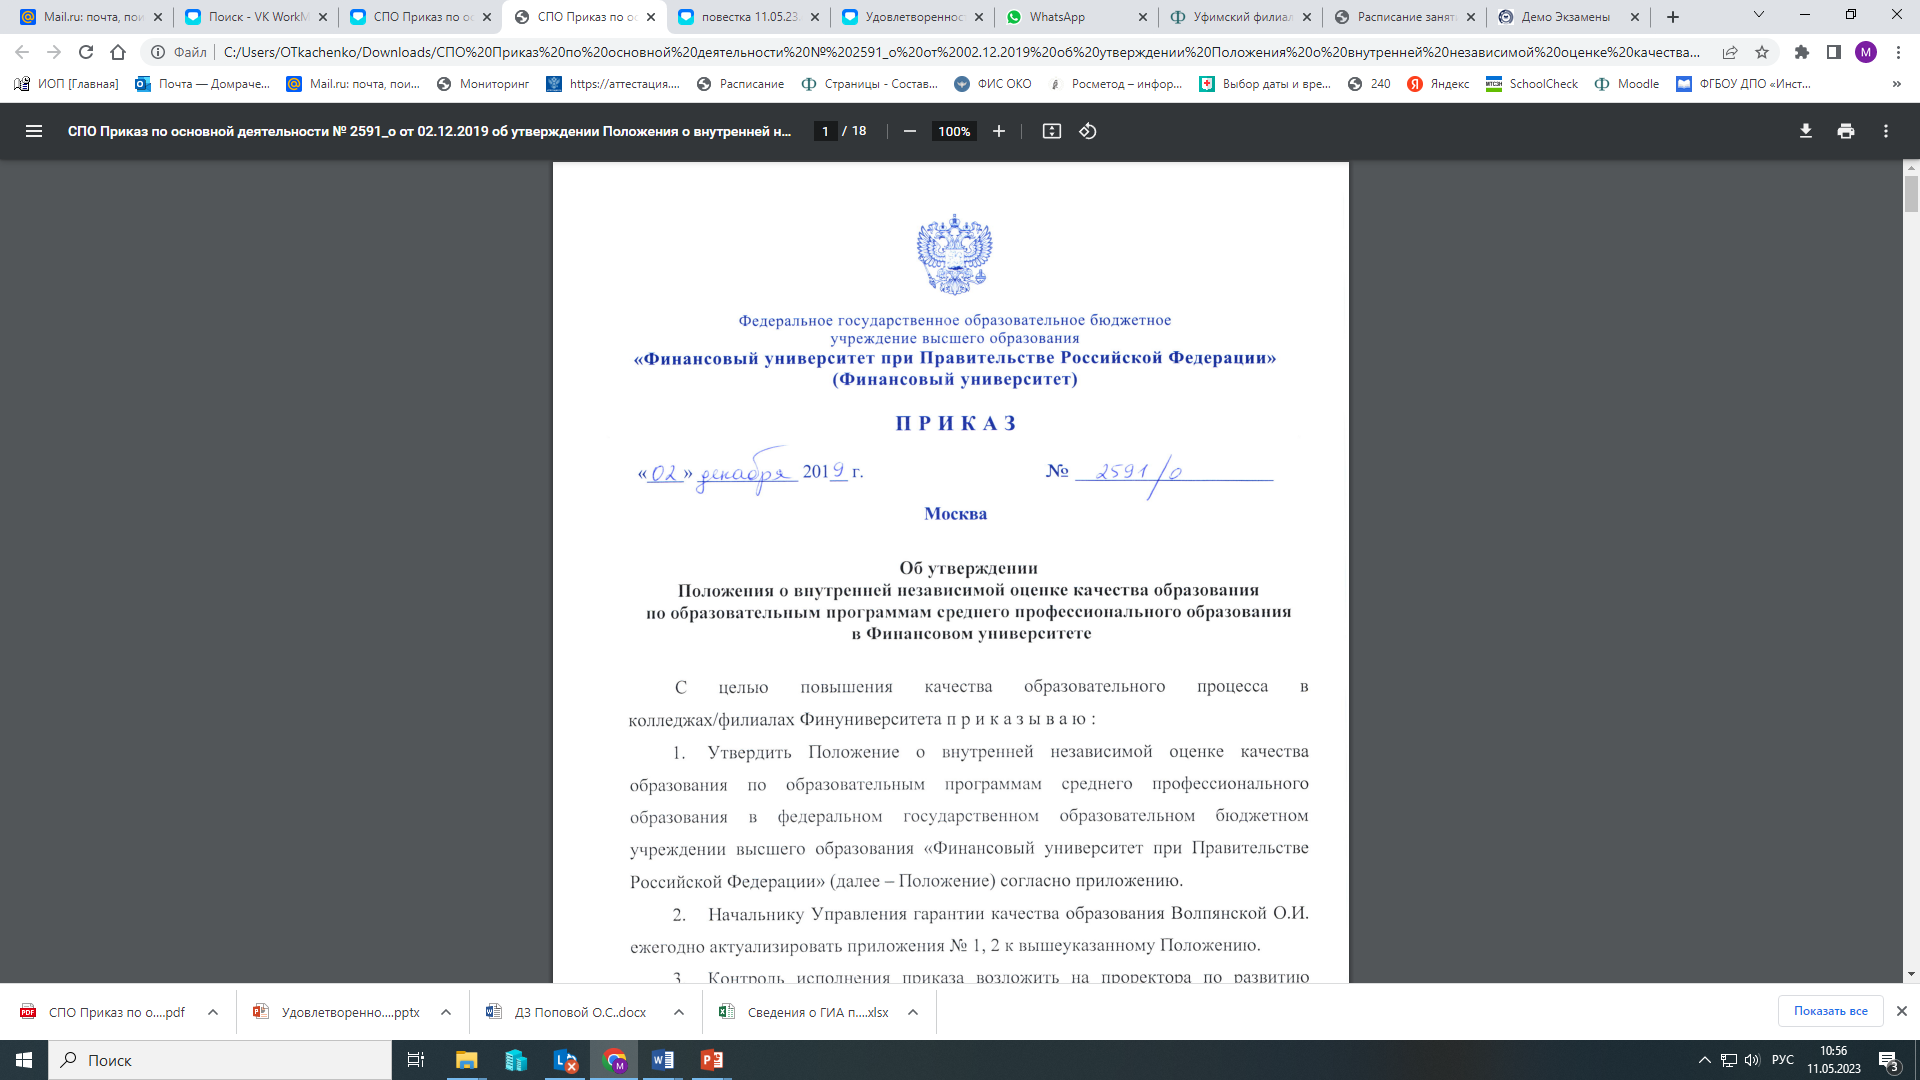 Mail.ru: почта, пои
Поиск - VK WorkM
СПО Приказ по ос
СПО Приказ по ос
повестка 11.05.23.
Удовлетвореннос
WhatsApp
Уфимский филиал
Расписание занят
Демо Экзамены
Файл
C:/Users/OTkachenko/Downloads/СПО%20Приказ%20по%20основной%20деятельности%20№%202591_о%20от%2002.12.2019%20об%20утверждении%20Положения%20о%20внутренней%20независимой%20оценке%20качества...
M
ИОП [Главная]
Почта — Домраче...
Mail.ru: почта, пои...
Мониторинг
https://аттестация....
Расписание
Страницы - Состав...
ФИС ОКО
Росметод – инфор...
Выбор даты и вре...
240
Яндекс
SchoolCheck
Moodle
ФГБОУ ДПО «Инст...
»
СПО Приказ по основной деятельности № 2591_о от 02.12.2019 об утверждении Положения о внутренней н...
1 / 18
100%
Федеральное государственное образовательное бюджетное
учреждение высшего образования
«Финансовый университет при Правительстве Российской Федерации»
(Финансовый университет)
П Р И К А З
«02» декабря 2019 г.
№ 2591/о
Москва
Об утверждении
Положения о внутренней независимой оценке качества образования
по образовательным программам среднего профессионального образования
в Финансовом университете
С целью повышения качества образовательного процесса в
колледжах/филиалах Финуниверситета п р и к а з ы в а ю :
1. Утвердить Положение о внутренней независимой оценке качества
образования по образовательным программам среднего профессионального
образования в федеральном государственном образовательном бюджетном
учреждении высшего образования «Финансовый университет при Правительстве
Российской Федерации» (далее – Положение) согласно приложению.
2. Начальнику Управления гарантии качества образования Волпянской О.И.
ежегодно актуализировать приложения № 1, 2 к вышеуказанному Положению.
3. Контроль исполнения приказа возложить на проректора по развитию
СПО Приказ по о....pdf
Удовлетворенно....pptx
ДЗ Поповой О.С..docx
Сведения о ГИА п....xlsx
Показать все
Поиск
РУС
10:56
11.05.2023
3